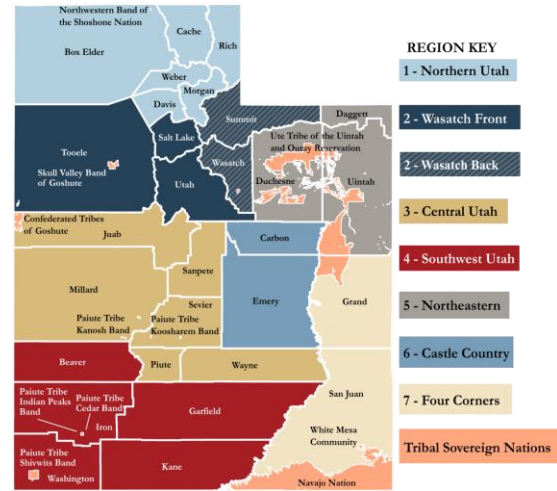 Northwestern Band of
the Shoshone Nation
Cache
Box Elder
Rich
Weber
Morgan
Davis
Summit
Daggett
Salt Lake
Ute Tribe of the Uintah
and Ouray Reservation
Tooele
Wasatch
Skull Valley Band
of Goshute
Utah
Duchesne
Uintah
Confederated Tribes
of Goshute
Juab
Carbon
Sanpete
Millard
Emery
Grand
Sevier
Paiute Tribe
Kanosh Band
Paiute Tribe
Koosharem Band
Beaver
Piute
Wayne
Paiute Tribe
Indian Peaks
Band
Paiute Tribe
Cedar Band
Iron
Garfield
San Juan
White Mesa
Community
Paiute Tribe
Shivwits Band
Washington
Kane
Navajo Nation
REGION KEY
1 - Northern Utah
2 - Wasatch Front
2 - Wasatch Back
3 - Central Utah
4 - Southwest Utah
5 - Northeastern
6 - Castle Country
7 - Four Corners
Tribal Sovereign Nations